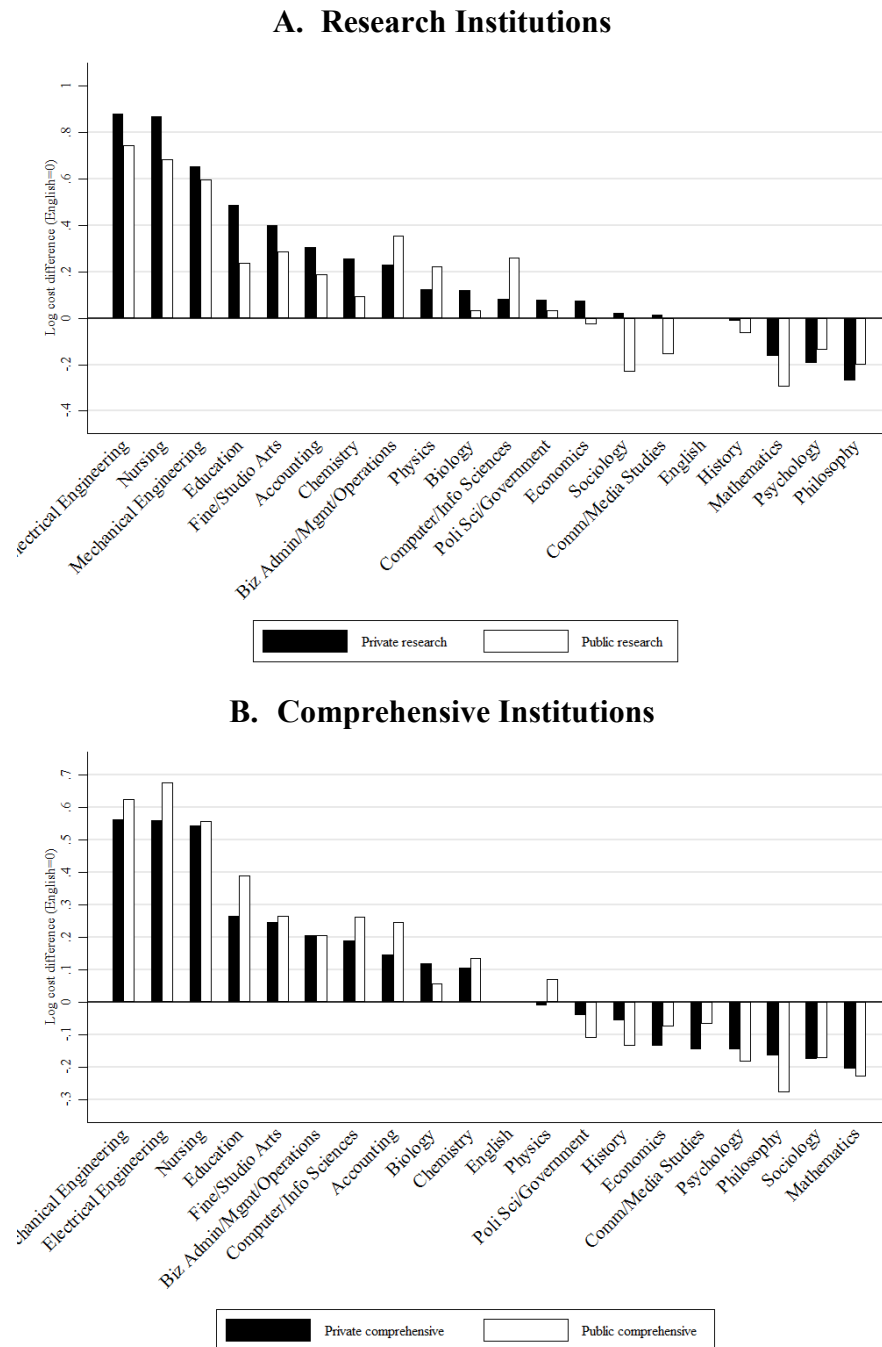 A. Research Institutions
Log cost difference (English=0)
1
.8
.6
.4
.2
0
-.2
-.4
lectrical Engineering
Nursing
Mechanical Engineering
Education
Fine/Studio Arts
Accounting
Chemistry
Biz Admin/Mgmt/Operations
Physics
Biology
Computer/Info Sciences
Poli Sci/Government
Economics
Sociology
Comm/Media Studies
English
History
Mathematics
Psychology
Philosophy
Private research
Public research
B. Comprehensive Institutions
Log cost difference (English=0)
.7
.6
.5
.4
.3
.2
.1
0
-.1
-.2
-.3
chanical Engineering
Electrical Engineering
Nursing
Education
Fine/Studio Arts
Biz Admin/Mgmt/Operations
Computer/Info Sciences
Accounting
Biology
Chemistry
English
Physics
Poli Sci/Government
History
Economics
Comm/Media Studies
Psychology
Philosophy
Sociology
Mathematics
Private comprehensive
Public comprehensive